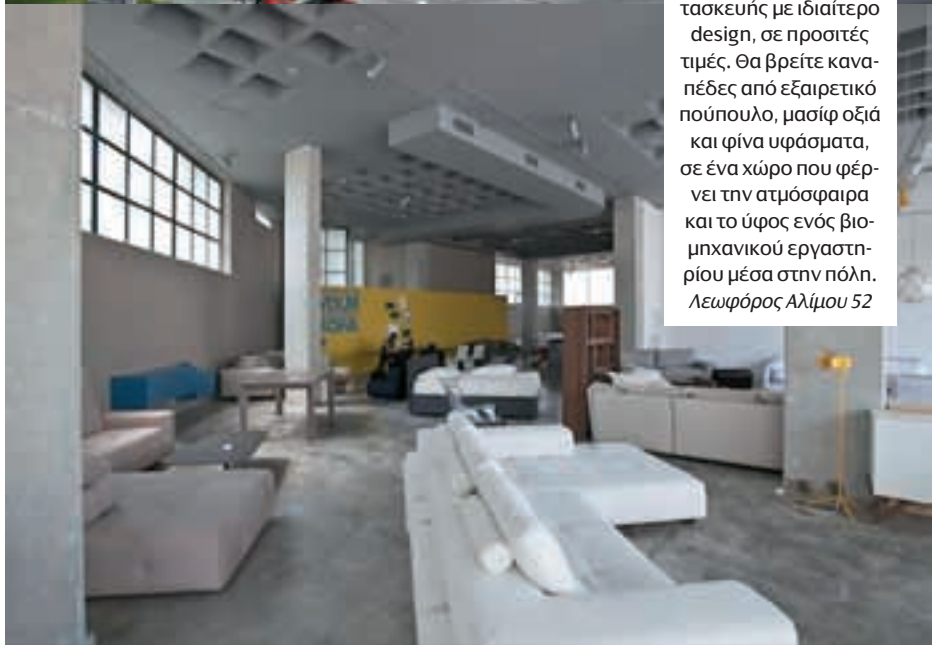 τασκευής με ιδιαίτερο
design, σε προσιτές
τιμές. Θα βρείτε κανα-
πέδες από εξαιρετικό
πούπουλο, μασίφ οξιά
και φίνα υφάσματα,
σε ένα χώρο που φέρ-
νει την ατμόσφαιρα
και το ύφος ενός βιο-
μηχανικού εργαστη-
ρίου μέσα στην πόλη.
Λεωφόρος Αλίμου 52
YOUR
SOFA